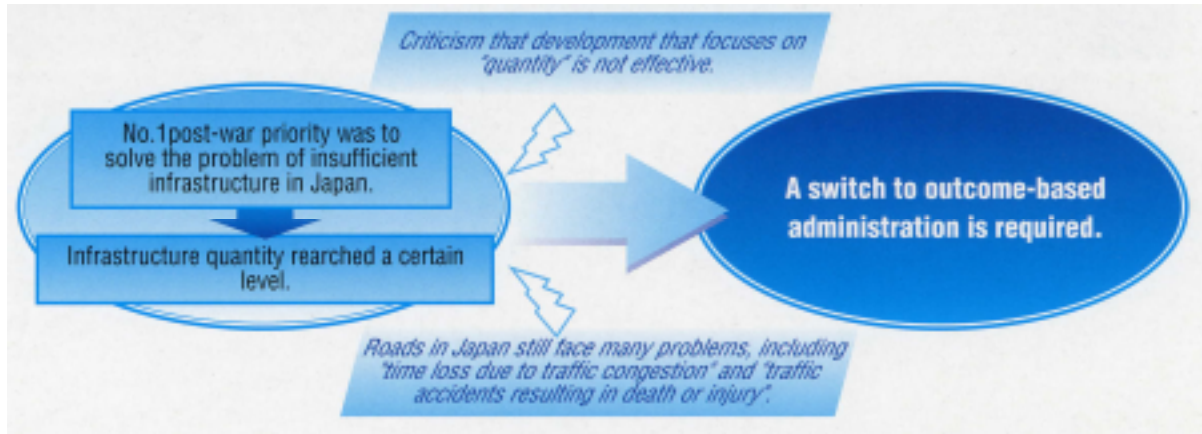 Criticism that development that focuses on
"quantity" is not effective.
No.1post-war priority was to
solve the problem of insufficient
infrastructure in Japan.
Infrastructure quantity rearched a certain
level.
A switch to outcome-based
administration is required.
Roads in Japan still face many problems, including
"time loss due to traffic congestion" and "traffic
accidents resulting in death or injury".